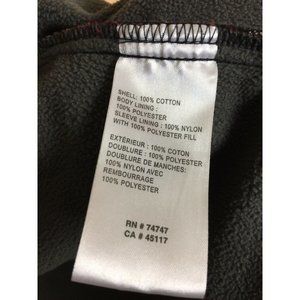 SHELL: 100% COTTON
BODY LINING :
100% POLYESTER
SLEEVE LINING : 100% NYLON
WITH 100% POLYESTER FILL
EXTÉRIEUR : 100% COTON
DOUBLURE : 100% POLYESTER
DOUBLURE DE MANCHES:
100% NYLON AVEC
REMBOURRAGE
100% POLYESTER
RN # 74747
CA # 45117